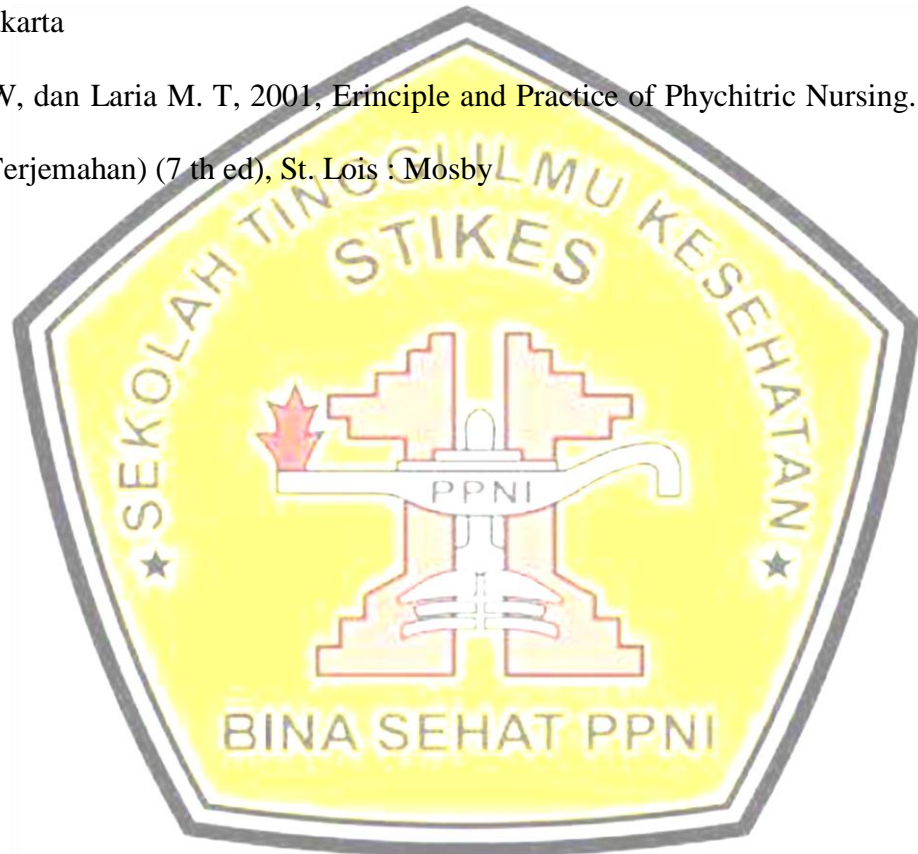 karta
W, dan Laria M. T, 2001, Erinciple and Practice of Phychitric Nursing.
Terjemahan) (7 th ed), St. Lois : Mosby
★ SEKOLAH TINGGI ILMU KESEHATAN ★
STIKES
PPNI
BINA SEHAT PPNI